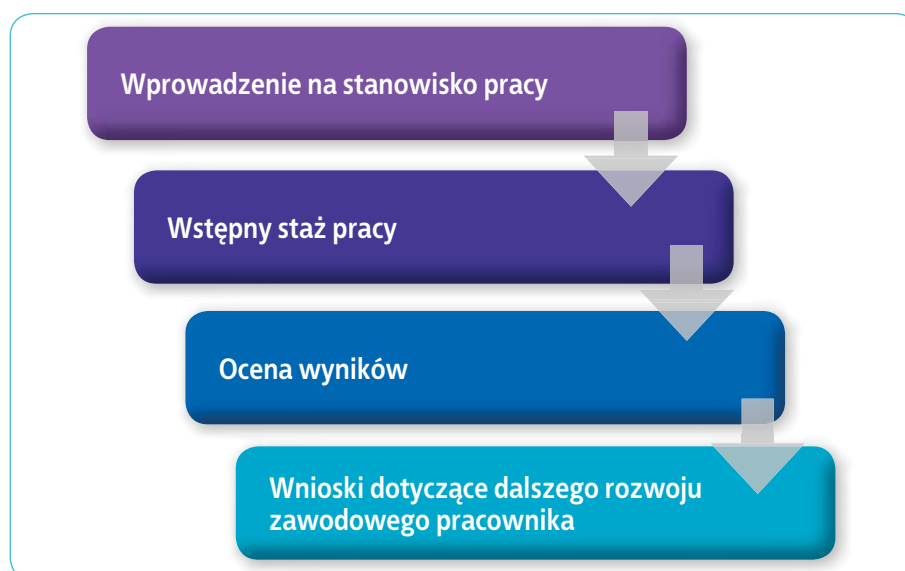 Wprowadzenie na stanowisko pracy
Wstępny staż pracy
Ocena wyników
Wnioski dotyczące dalszego rozwoju
zawodowego pracownika